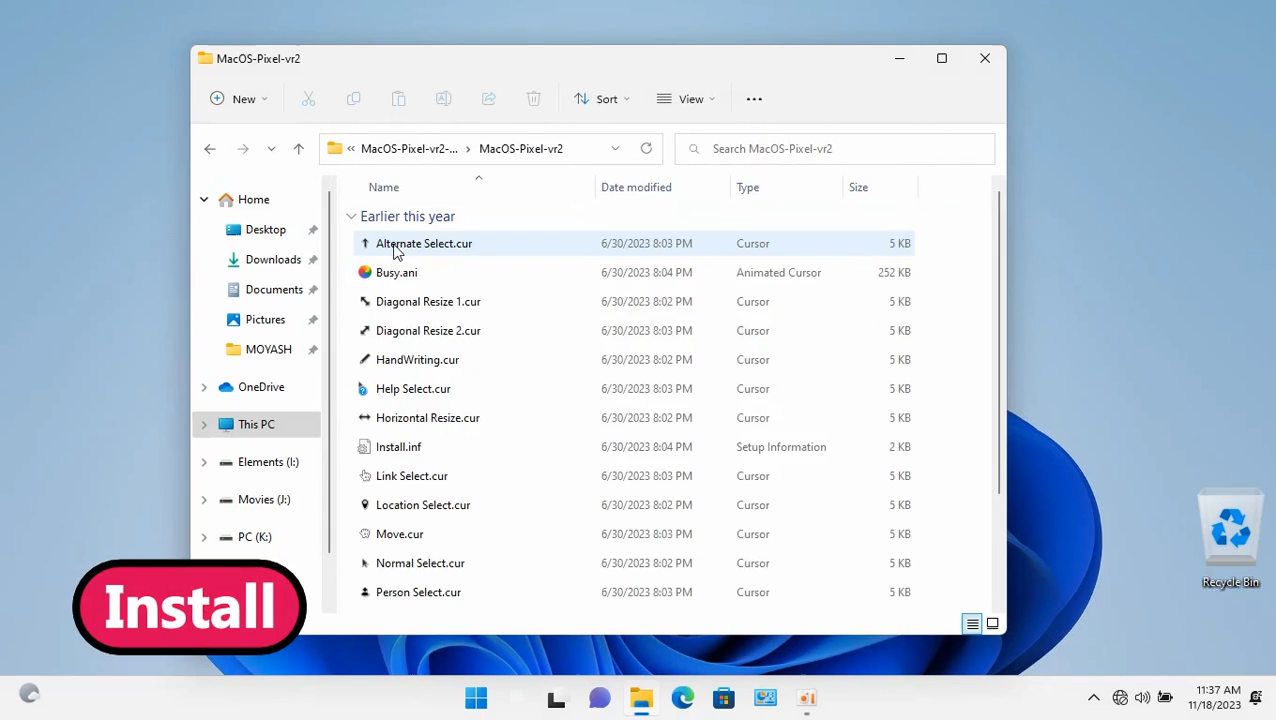 MacOS-Pixel-vr2
New
Sort
View
« MacOS-Pixel-vr2-... > MacOS-Pixel-vr2
Search MacOS-Pixel-vr2
Name Date modified Type Size
Earlier this year
Alternate Select.cur 6/30/2023 8:03 PM Cursor 5 KB
Busy.ani 6/30/2023 8:04 PM Animated Cursor 252 KB
Diagonal Resize 1.cur 6/30/2023 8:02 PM Cursor 5 KB
Diagonal Resize 2.cur 6/30/2023 8:03 PM Cursor 5 KB
HandWriting.cur 6/30/2023 8:02 PM Cursor 5 KB
Help Select.cur 6/30/2023 8:03 PM Cursor 5 KB
Horizontal Resize.cur 6/30/2023 8:02 PM Cursor 5 KB
Install.inf 6/30/2023 8:04 PM Setup Information 2 KB
Link Select.cur 6/30/2023 8:02 PM Cursor 5 KB
Location Select.cur 6/30/2023 8:03 PM Cursor 5 KB
Move.cur 6/30/2023 8:03 PM Cursor 5 KB
Normal Select.cur 6/30/2023 8:03 PM Cursor 5 KB
Person Select.cur 6/30/2023 8:03 PM Cursor 5 KB
Home
Desktop
Downloads
Documents
Pictures
MOYASH
OneDrive
This PC
Elements (I:)
Movies (J:)
PC (K:)
Install
Recycle Bin
11:37 AM
11/18/2023